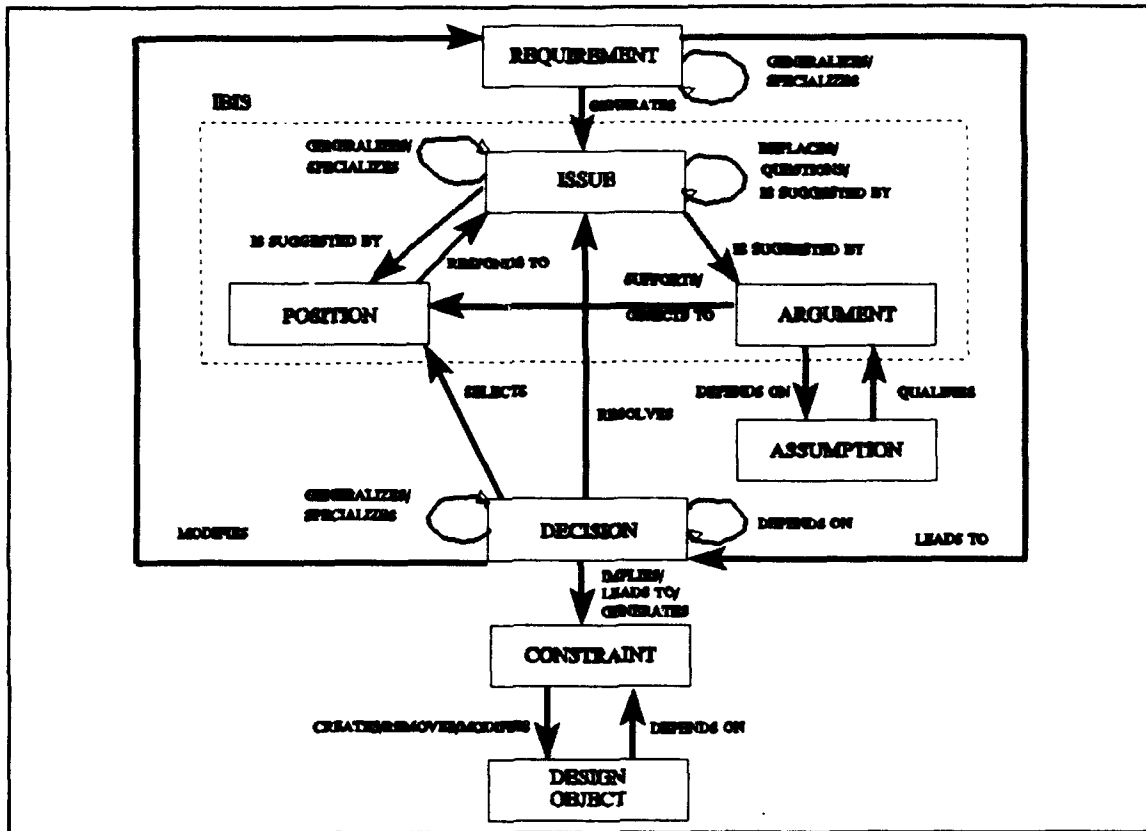 REQUIREMENT
GENERALIZES/
SPECIALIZES
IBIS
GENERATES
GENERALIZES/
SPECIALIZES
ISSUE
REPLACES/
QUESTIONS/
IS SUGGESTED BY
IS SUGGESTED BY
RESPONDS TO
IS SUGGESTED BY
SUPPORTS/
OBJECTS TO
POSITION
ARGUMENT
SELECTS
RESOLVES
DEPENDS ON
QUALIFIES
ASSUMPTION
GENERALIZES/
SPECIALIZES
DECISION
DEPENDS ON
MODIFIES
LEADS TO
IMPLIES/
LEADS TO/
GENERATES
CONSTRAINT
CREATES/REMOVES/MODIFIES
DEPENDS ON
DESIGN
OBJECT